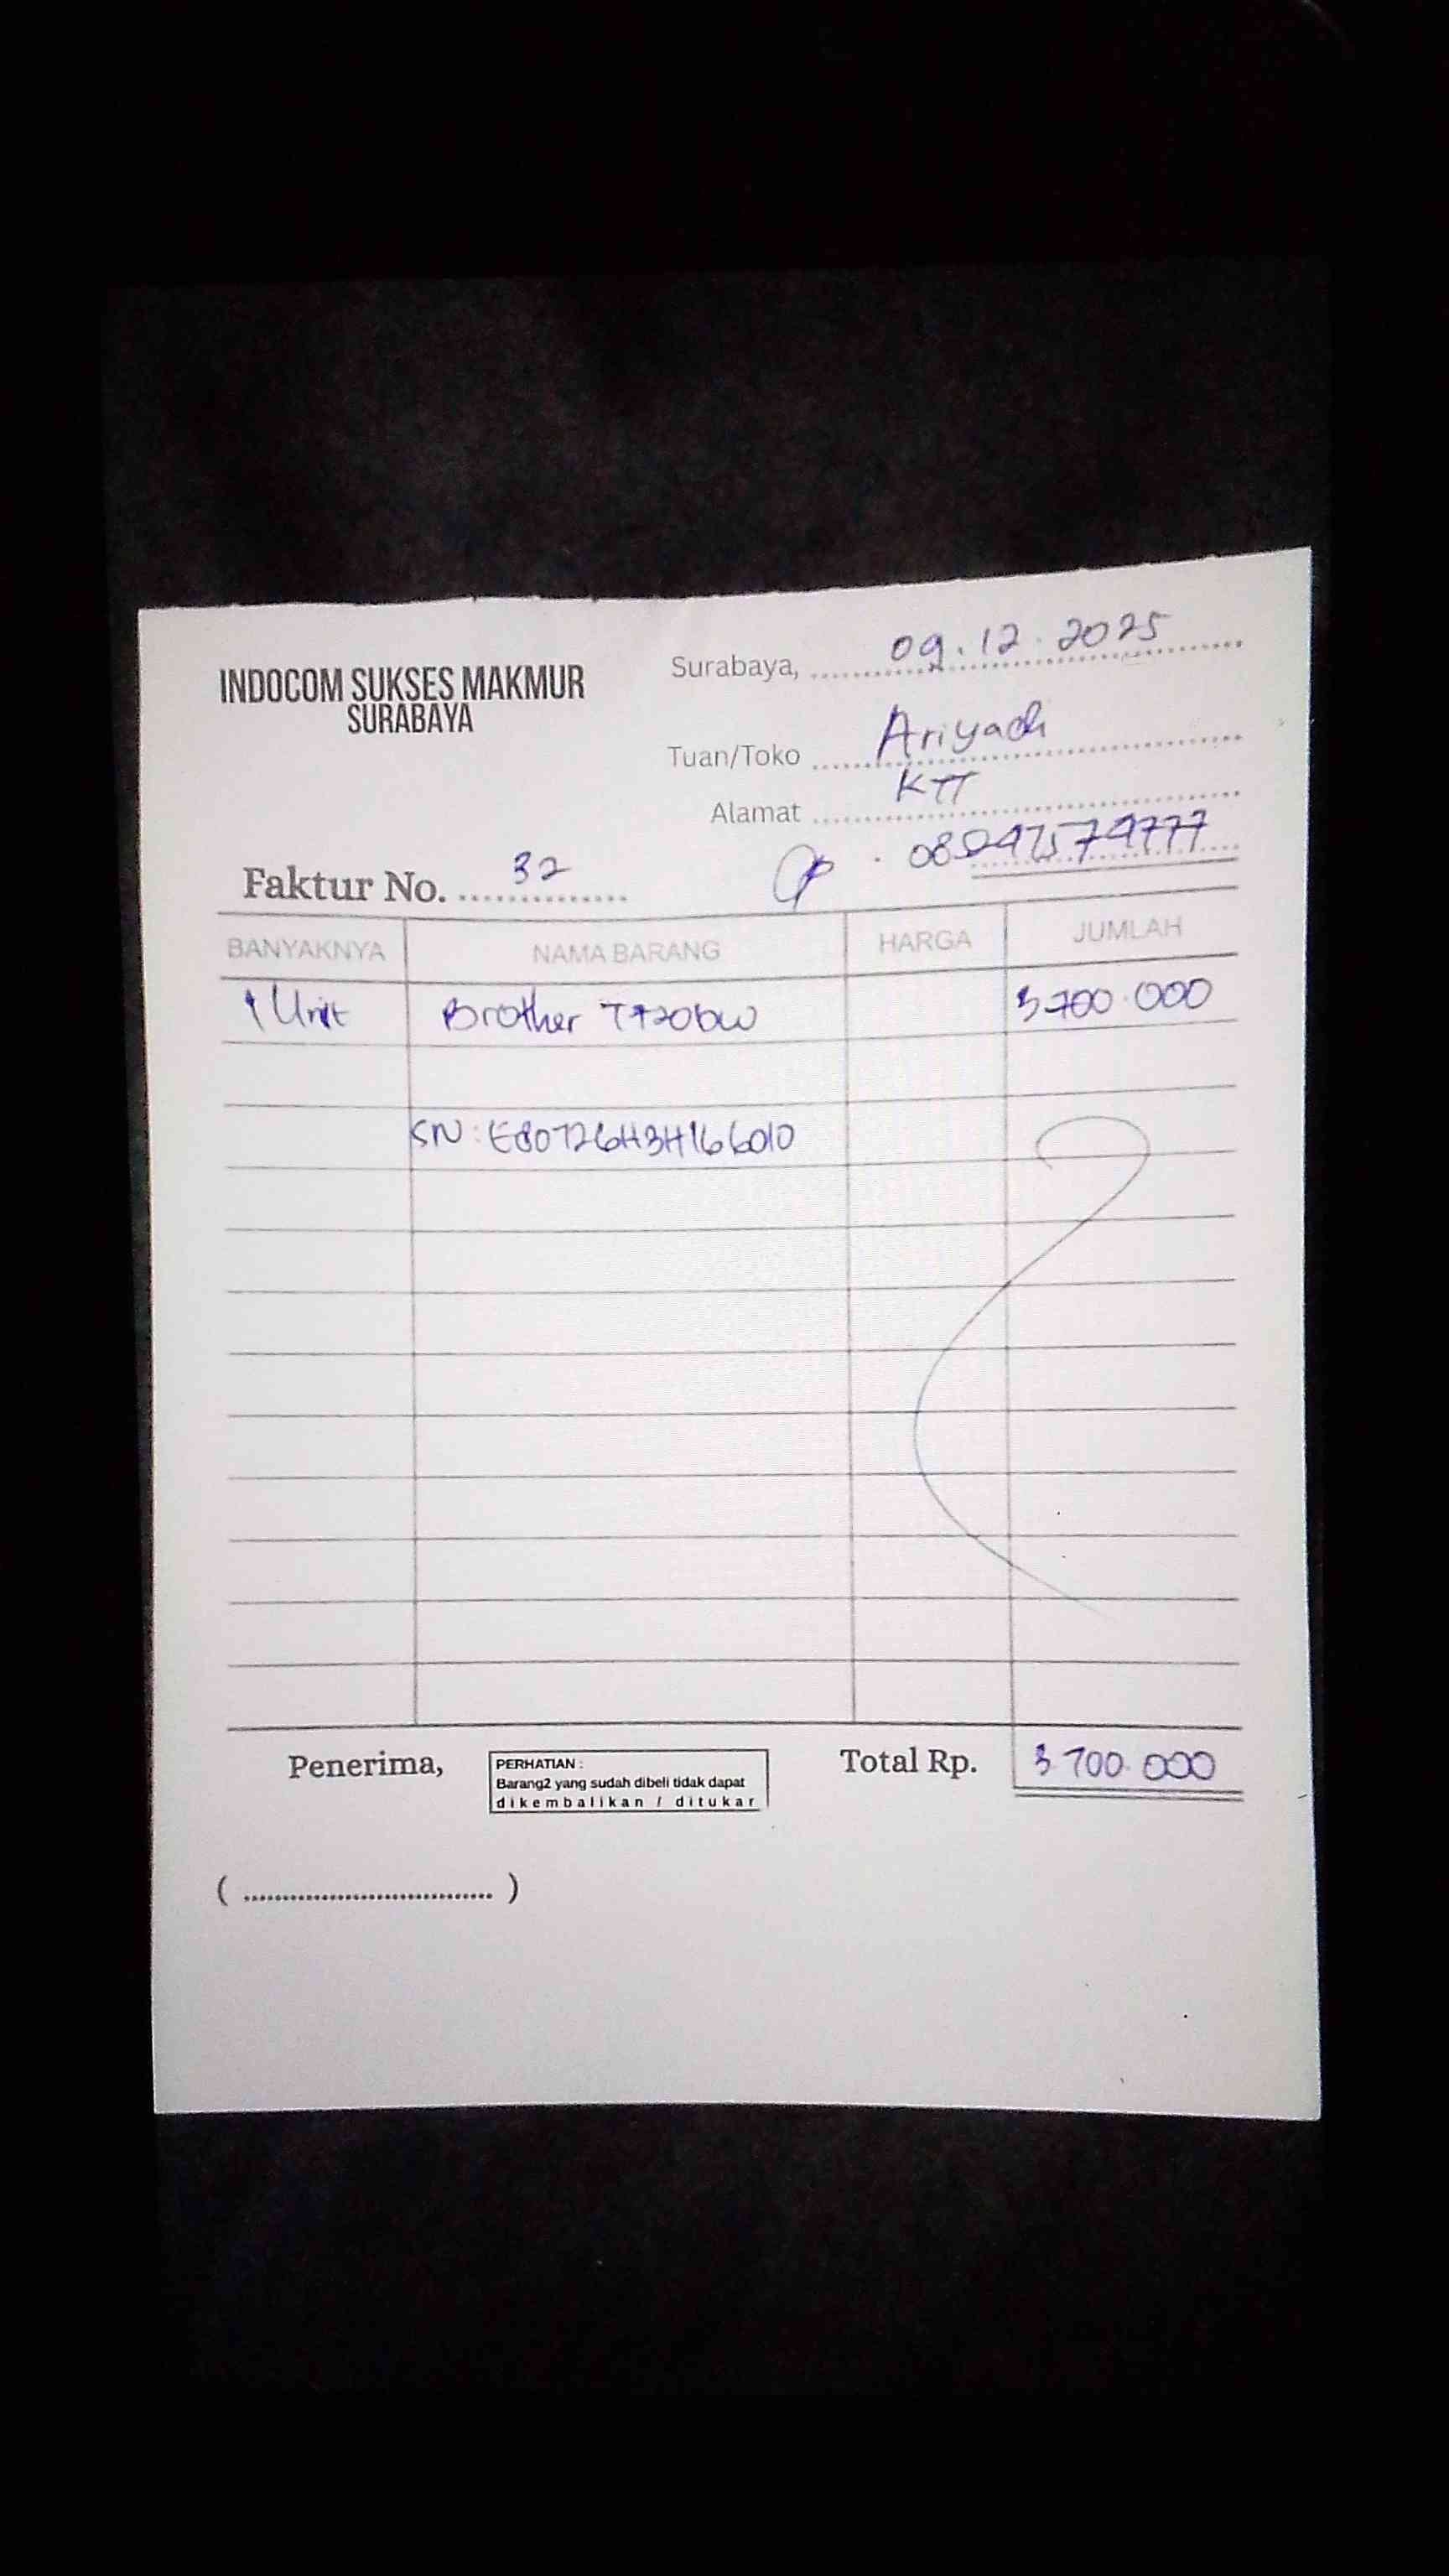 INDOCOM SUKSES MAKMUR
SURABAYA
Surabaya, 09.12.2025
Tuan/Toko
Alamat KTT
Faktur No. 32
BANYAKNYA NAMA BARANG HARGA JUMLAH
1 Unit Brother T720DW 3.700.000
SN : E80726H3H166010
Penerima,
PERHATIAN :
Barang2 yang sudah dibeli tidak dapat
dikembalikan / ditukar
Total Rp. 3.700.000
( ................................ )